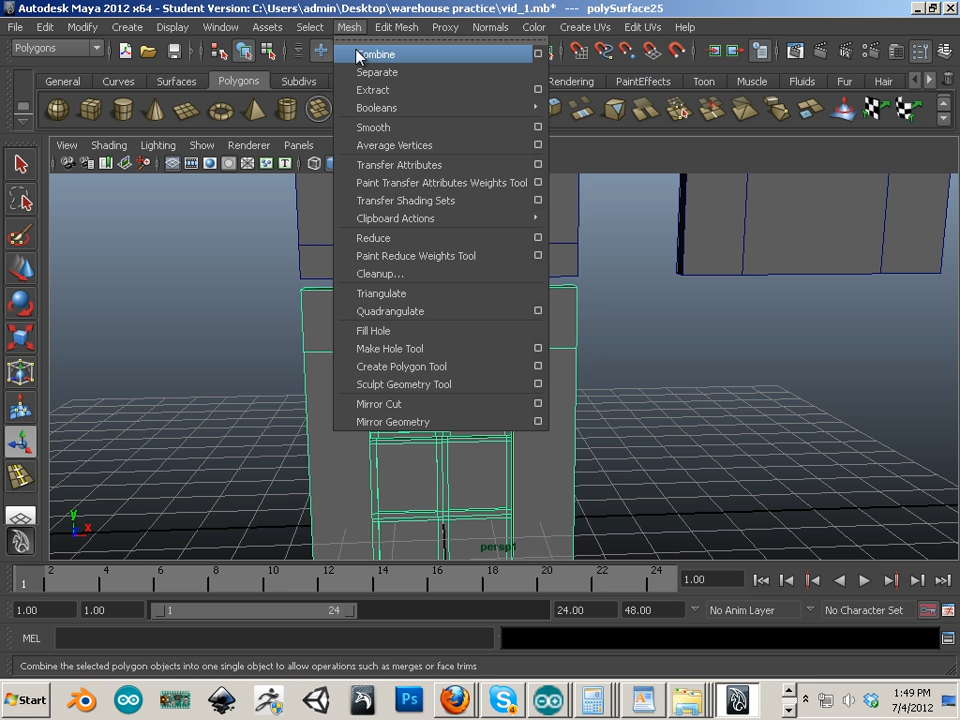 Autodesk Maya 2012 x64 - Student Version: C:\Users\admin\Desktop\warehouse practice\vid_1.mb* --- polySurface25
File Edit Modify Create Display Window Assets Select Mesh Edit Mesh Proxy Normals Color Create UVs Edit UVs Help
Polygons
General Curves Surfaces Polygons Subdivs
Rendering PaintEffects Toon Muscle Fluids Fur Hair
View Shading Lighting Show Renderer Panels
Combine
Separate
Extract
Booleans
Smooth
Average Vertices
Transfer Attributes
Paint Transfer Attributes Weights Tool
Transfer Shading Sets
Clipboard Actions
Reduce
Paint Reduce Weights Tool
Cleanup...
Triangulate
Quadrangulate
Fill Hole
Make Hole Tool
Create Polygon Tool
Sculpt Geometry Tool
Mirror Cut
Mirror Geometry
y
x
persp1
1 2 4 6 8 10 12 14 16 18 20 22 24 1.00
1.00 1.00 1 24 24.00 48.00 No Anim Layer No Character Set
MEL
Combine the selected polygon objects into one single object to allow operations such as merges or face trims
Start Ps 1:49 PM
7/4/2012